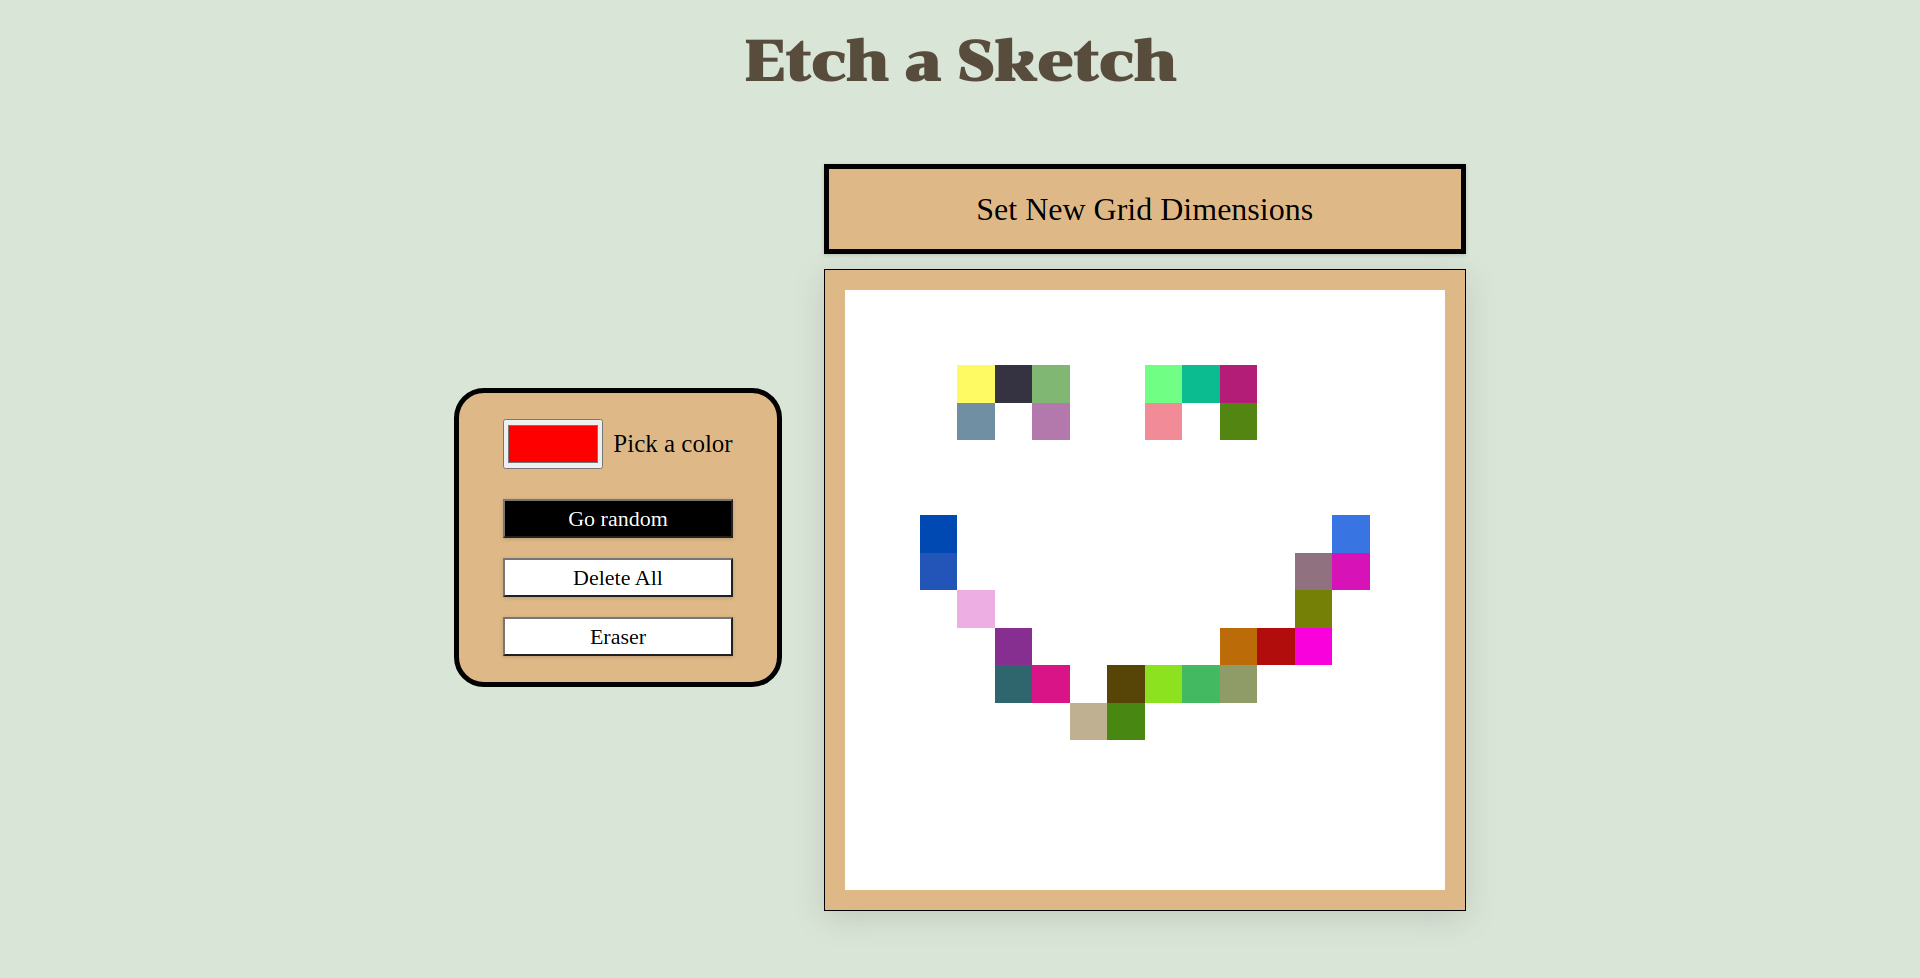 Etch a Sketch
Set New Grid Dimensions
Pick a color
Go random
Delete All
Eraser